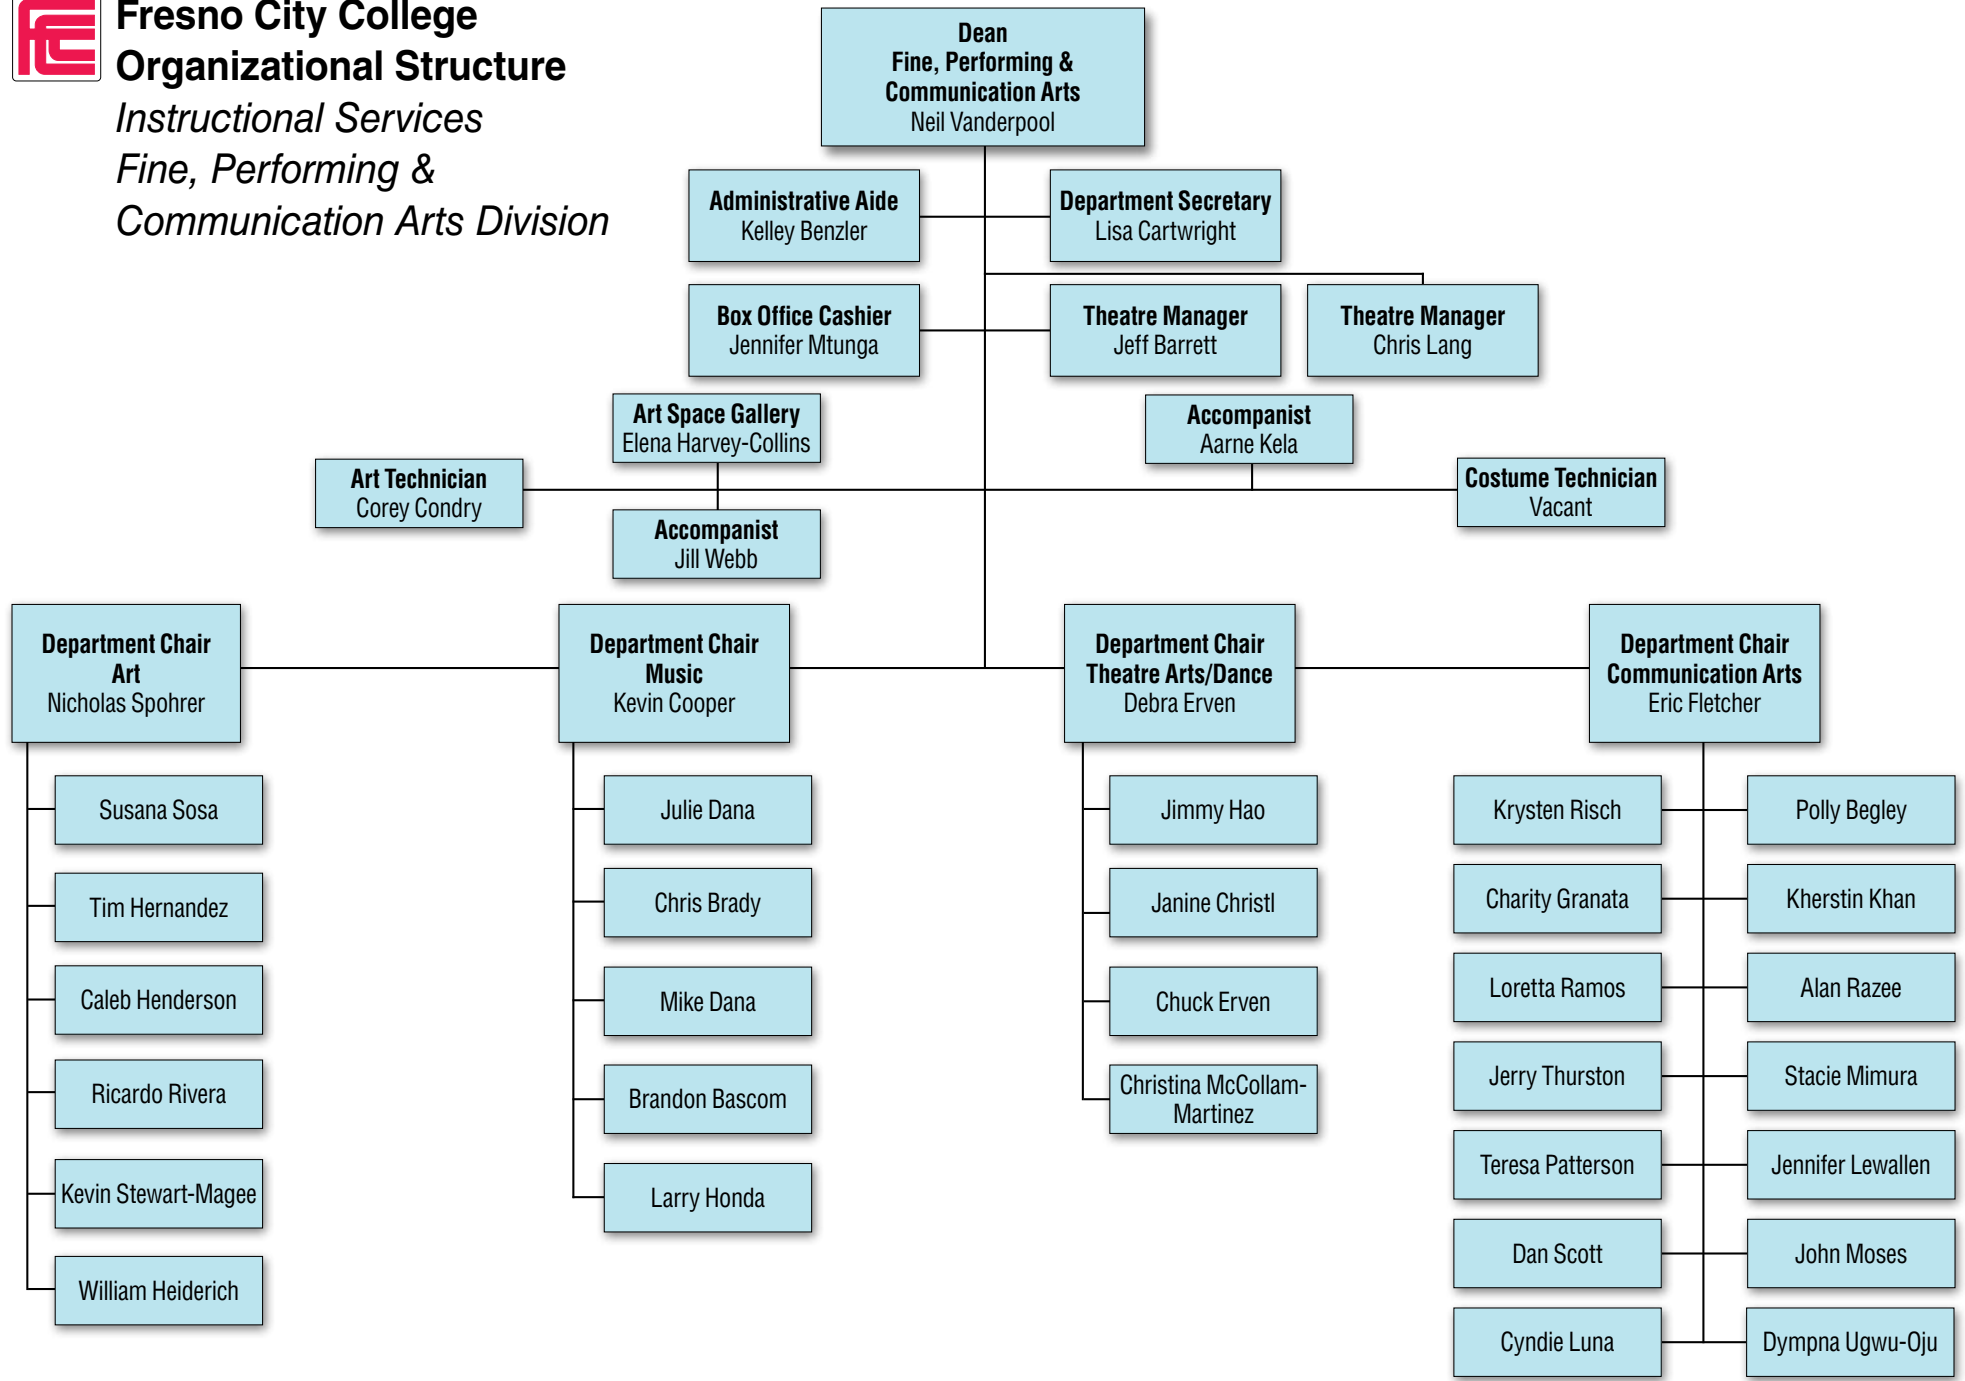 Fresno City College
Organizational Structure
Instructional Services
Fine, Performing &
Communication Arts Division
Dean
Fine, Performing &
Communication Arts
Neil Vanderpool
Administrative Aide
Kelley Benzler
Department Secretary
Lisa Cartwright
Box Office Cashier
Jennifer Mtunga
Theatre Manager
Jeff Barrett
Theatre Manager
Chris Lang
Art Space Gallery
Elena Harvey-Collins
Accompanist
Aarne Kela
Art Technician
Corey Condry
Costume Technician
Vacant
Accompanist
Jill Webb
Department Chair
Art
Nicholas Spohrer
Department Chair
Music
Kevin Cooper
Department Chair
Theatre Arts/Dance
Debra Erven
Department Chair
Communication Arts
Eric Fletcher
Susana Sosa
Tim Hernandez
Caleb Henderson
Ricardo Rivera
Kevin Stewart-Magee
William Heiderich
Julie Dana
Chris Brady
Mike Dana
Brandon Bascom
Larry Honda
Jimmy Hao
Janine Christl
Chuck Erven
Christina McCollam-
Martinez
Krysten Risch
Polly Begley
Charity Granata
Kherstin Khan
Loretta Ramos
Alan Razee
Jerry Thurston
Stacie Mimura
Teresa Patterson
Jennifer Lewallen
Dan Scott
John Moses
Cyndie Luna
Dympna Ugwu-Oju